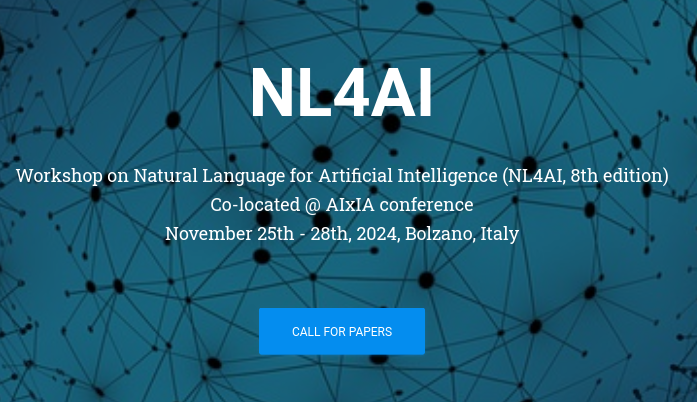 NL4AI
Workshop on Natural Language for Artificial Intelligence (NL4AI, 8th edition)
Co-located @ AIxIA conference
November 25th - 28th, 2024, Bolzano, Italy
CALL FOR PAPERS